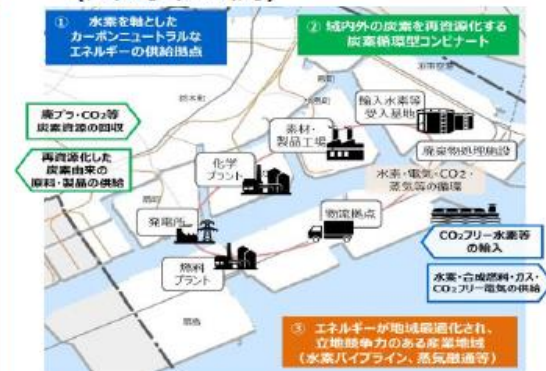 ① 水素を軸とした
カーボンニュートラルな
エネルギーの供給拠点
② 域内外の炭素を再資源化する
炭素循環型コンビナート
廃プラ・CO2等
炭素資源の回収
再資源化した
炭素由来の
原料・製品の供給
輸入水素等
受入基地
素材・
製品工場
廃棄物処理施設
化学
プラント
水素・電気・CO2・
蒸気等の循環
発電所
物流拠点
燃料
プラント
CO2フリー水素等
の輸入
水素・合成燃料・ガス・
CO2フリー電気の供給
③ エネルギーが地域最適化され、
立地競争力のある産業地域
(水素パイプライン、蒸気融通等)